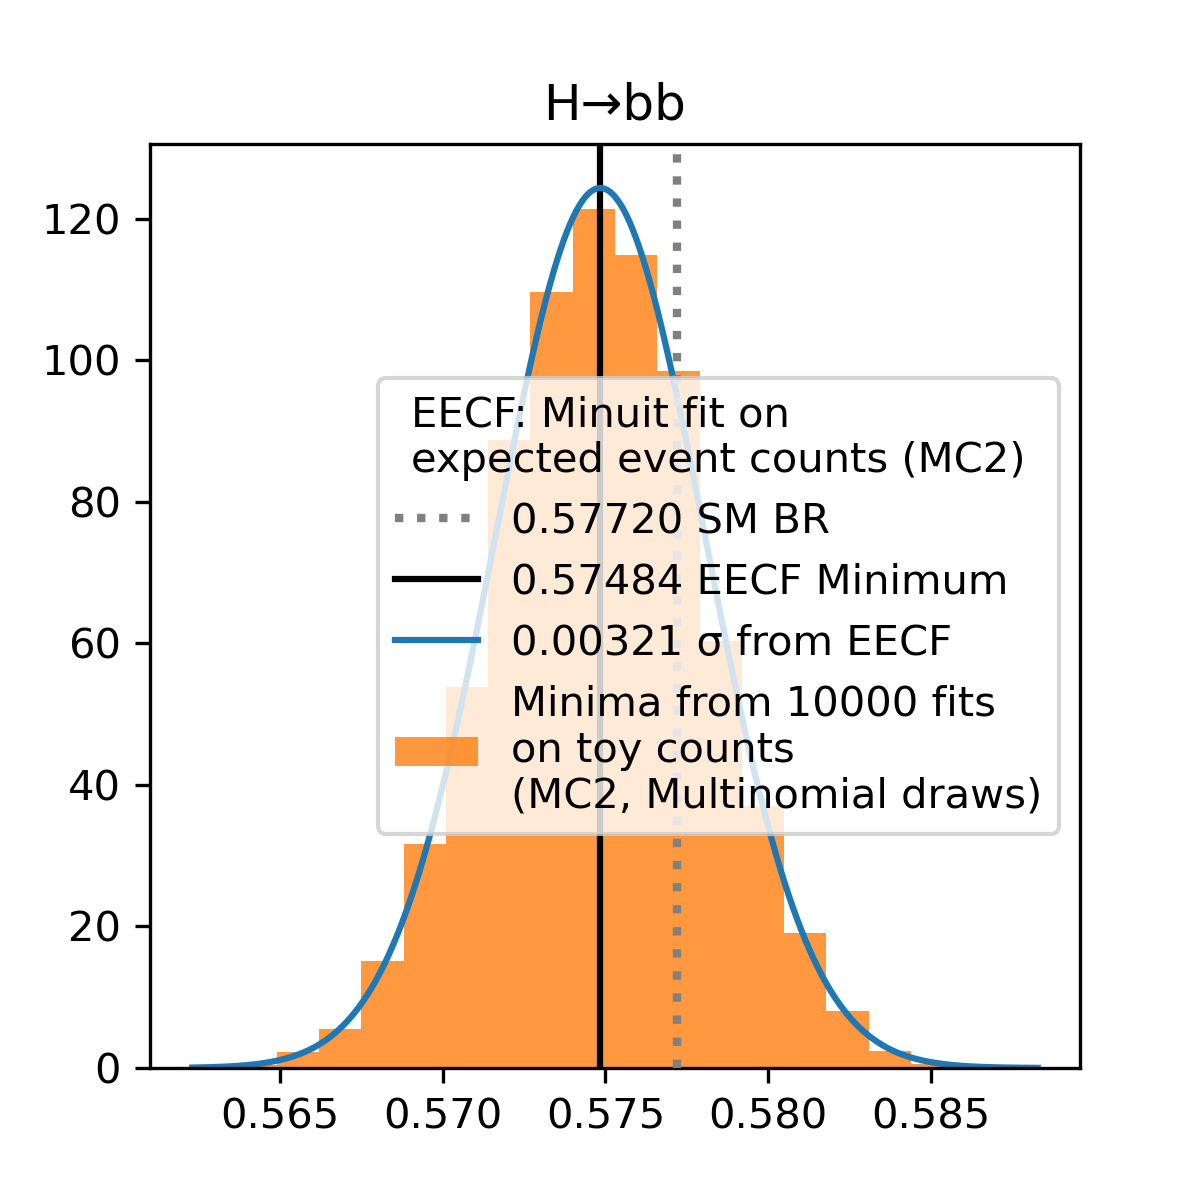 H→bb
120
100
80
60
40
20
0
EECF: Minuit fit on
expected event counts (MC2)
0.57720 SM BR
0.57484 EECF Minimum
0.00321 σ from EECF
Minima from 10000 fits
on toy counts
(MC2, Multinomial draws)
0.565 0.570 0.575 0.580 0.585